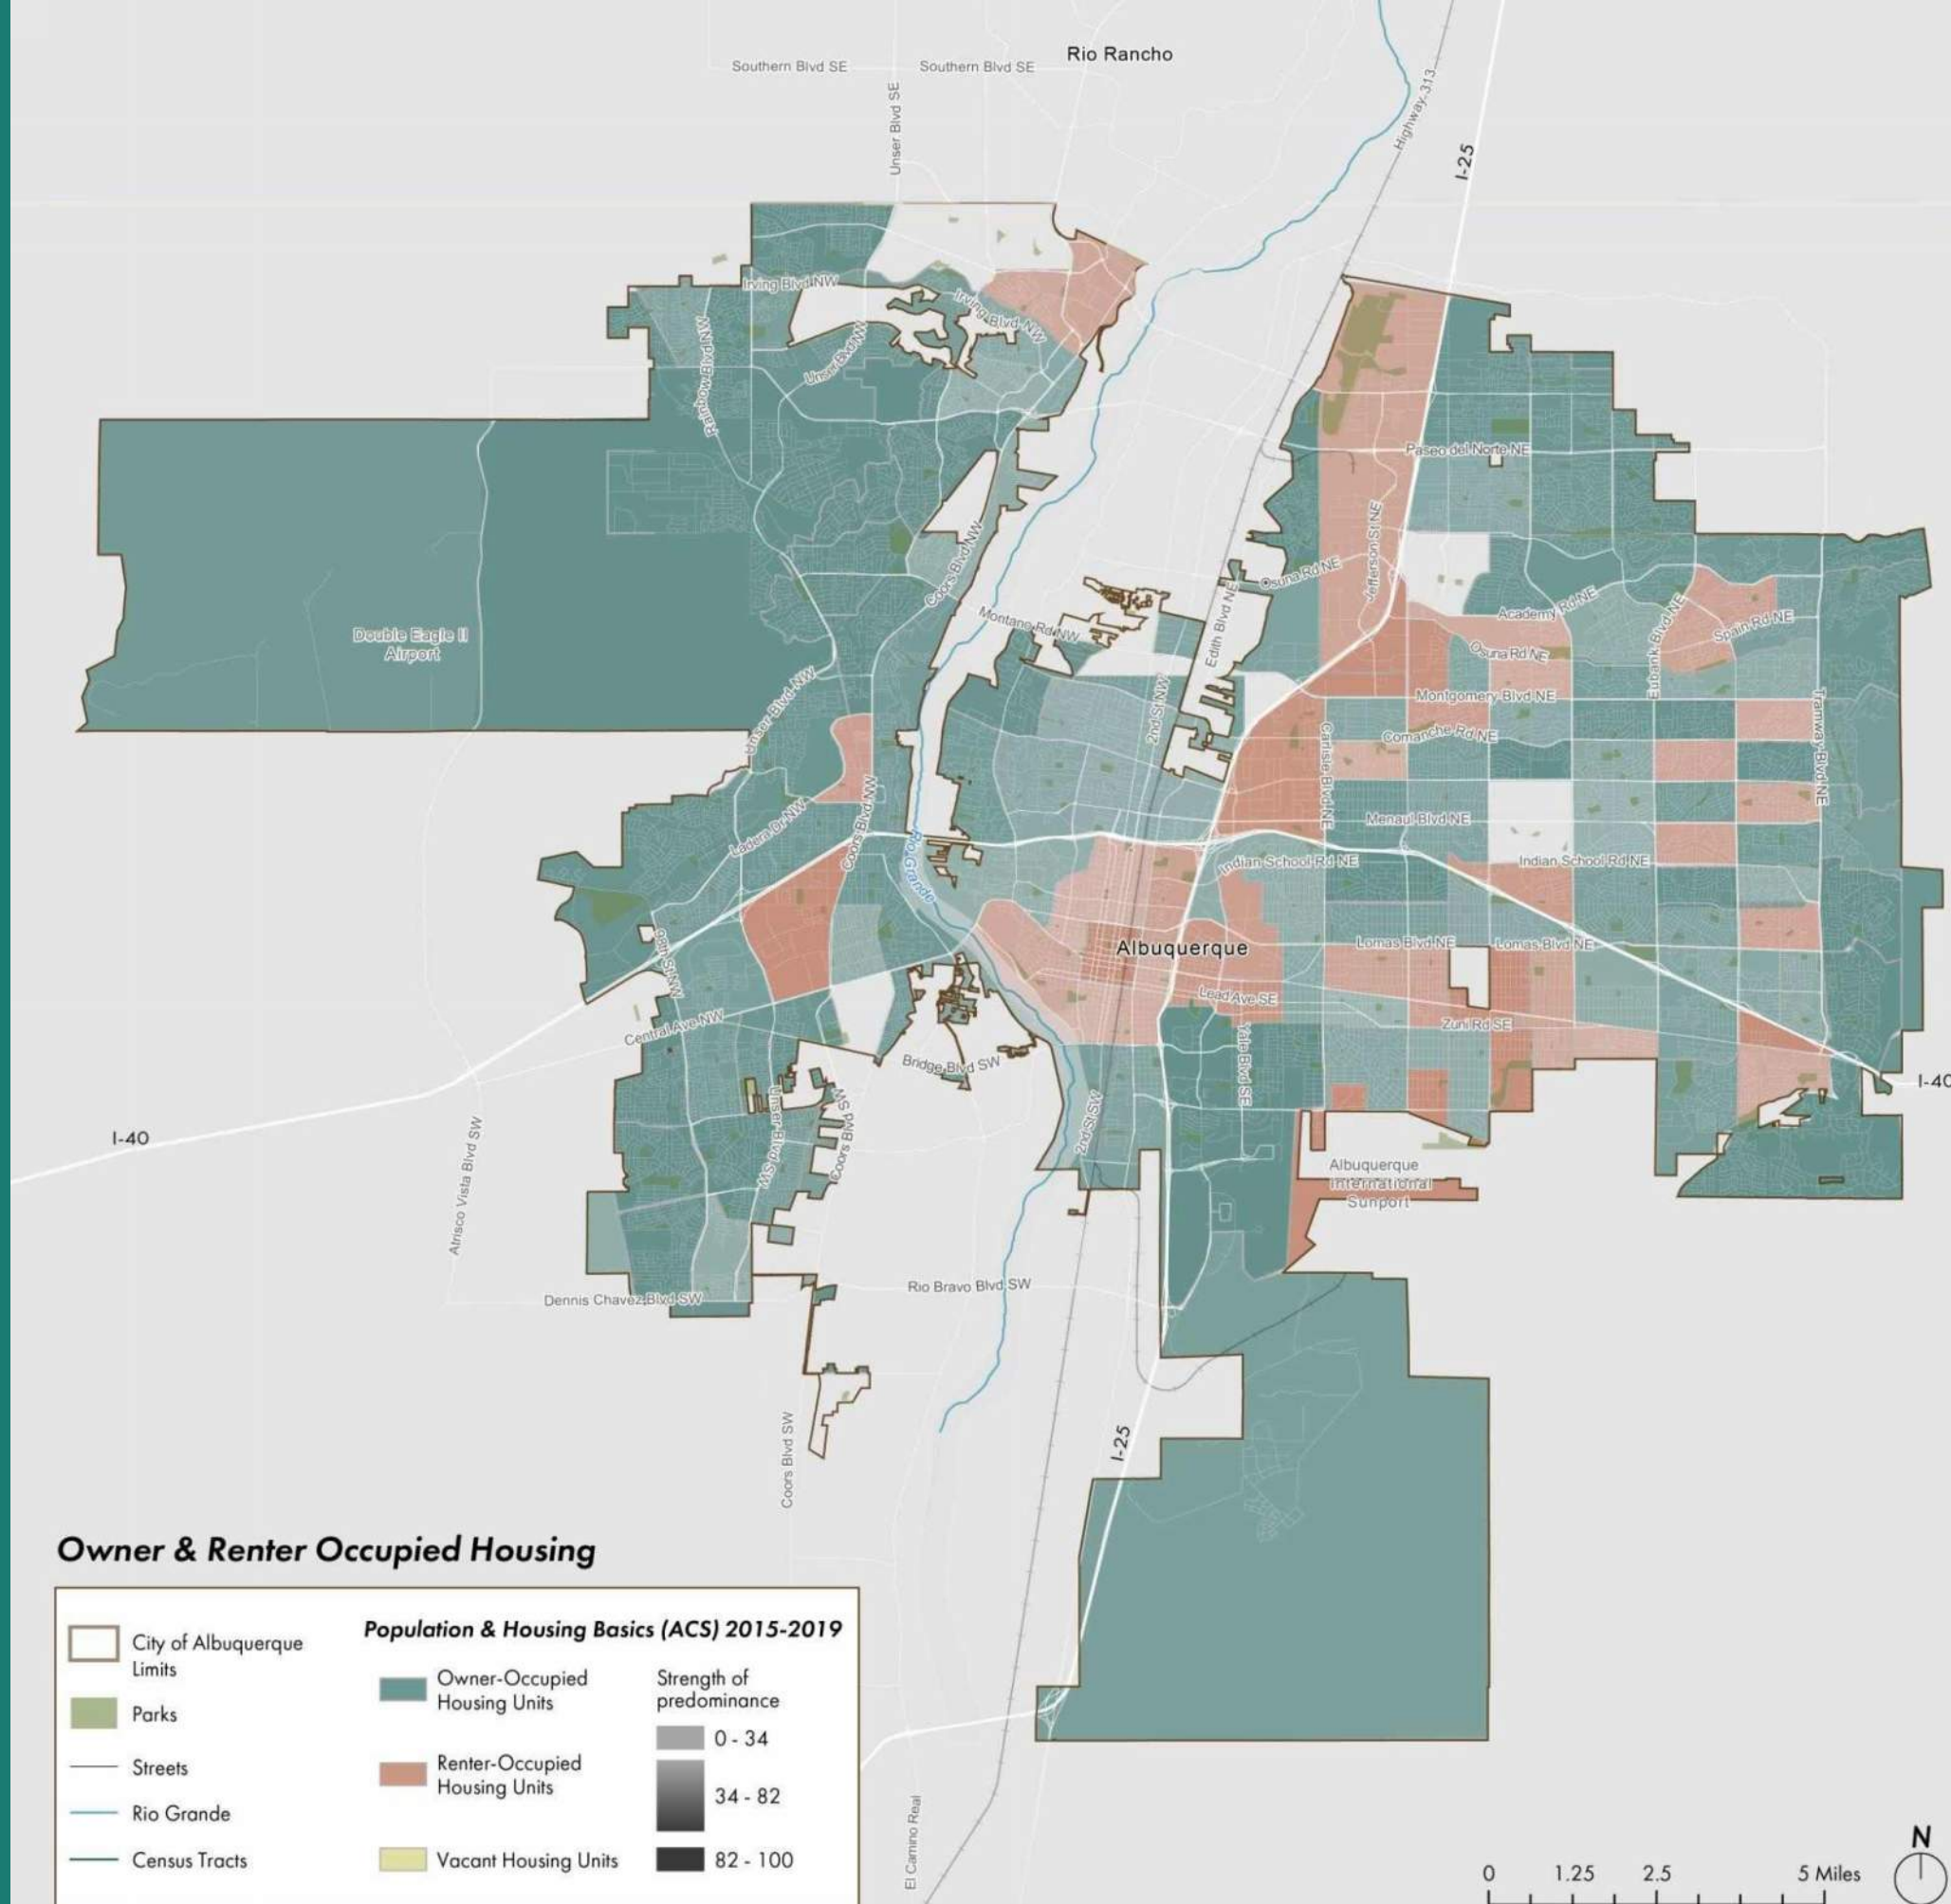 Rio Rancho
Southern Blvd SE
Southern Blvd SE
Unser Blvd SE
Highway 313
I-25
Irving Blvd NW
Irving Blvd NW
Rainbow Blvd NW
Unser Blvd NW
Paseo del Norte NE
Jefferson St NE
Coors Blvd NW
Osuna Rd NE
Academy Rd NE
Montano Rd NW
Edith Blvd NE
Eubank Blvd NE
Spain Rd NE
Double Eagle II
Airport
Osuna Rd NE
Unser Blvd NW
2nd St NW
Montgomery Blvd NE
Carlisle Blvd NE
Comanche Rd NE
Tramway Blvd NE
Ladera Dr NW
Coors Blvd NW
Menaul Blvd NE
Rio Grande
Indian School Rd NE
Indian School Rd NE
98th St NW
Albuquerque
Lomas Blvd NE
Lomas Blvd NE
Lead Ave SE
Central Ave NW
Zuni Rd SE
Yale Blvd SE
Bridge Blvd SW
I-40
I-40
Unser Blvd SW
Coors Blvd SW
2nd St SW
Atrisco Vista Blvd SW
Albuquerque
International
Sunport
Rio Bravo Blvd SW
Dennis Chavez Blvd SW
Coors Blvd SW
I-25
El Camino Real
Owner & Renter Occupied Housing
City of Albuquerque
Limits
Parks
Streets
Rio Grande
Census Tracts
Population & Housing Basics (ACS) 2015-2019
Owner-Occupied
Housing Units
Renter-Occupied
Housing Units
Vacant Housing Units
Strength of
predominance
0 - 34
34 - 82
82 - 100
N
0 1.25 2.5 5 Miles